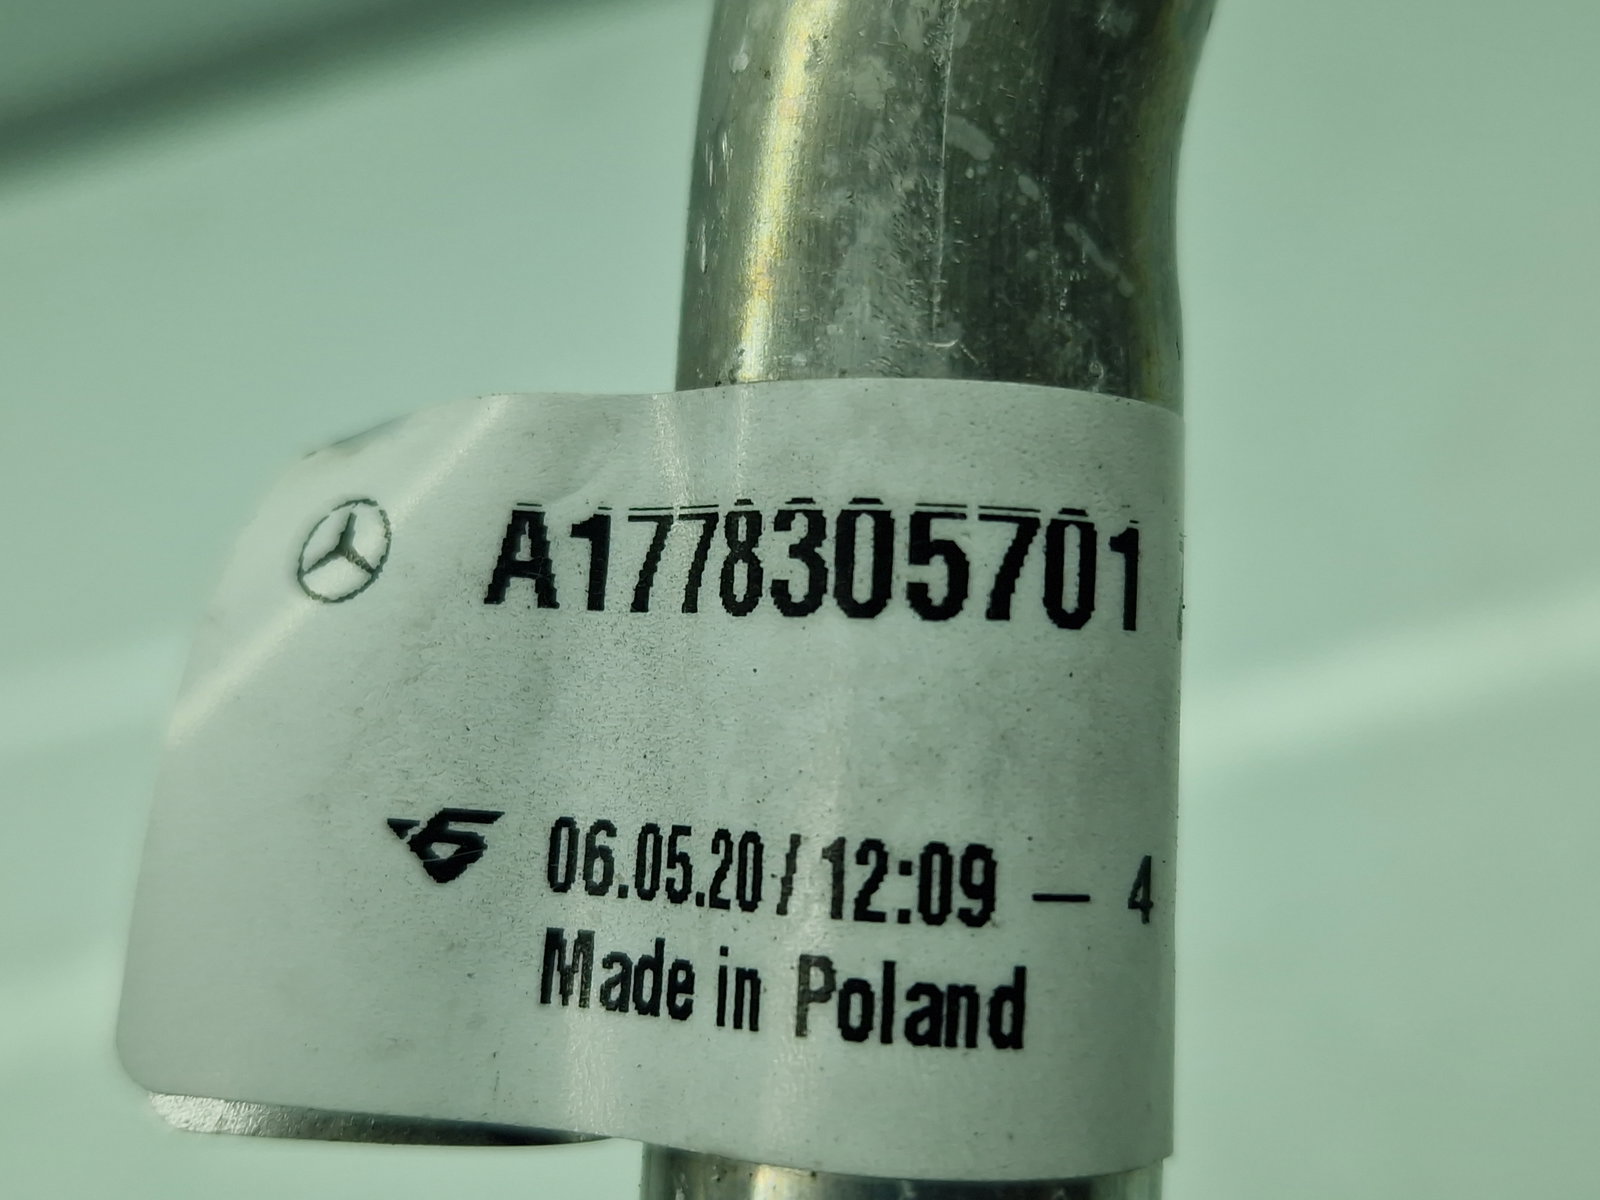 A1778305701
06.05.20 / 12:09 – 4
Made in Poland